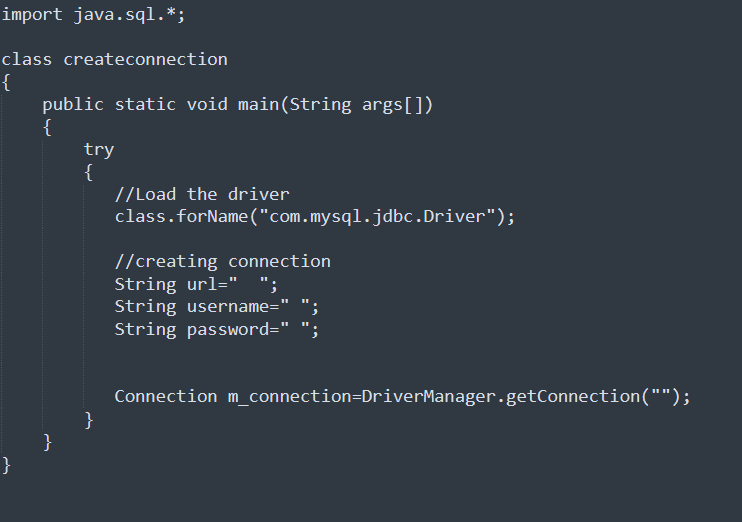 import java.sql.*;
class createconnection
{
    public static void main(String args[])
    {
        try
        {
           //Load the driver
           class.forName("com.mysql.jdbc.Driver");
           //creating connection
           String url="  ";
           String username=" ";
           String password=" ";
           Connection m_connection=DriverManager.getConnection("");
        }
    }
}